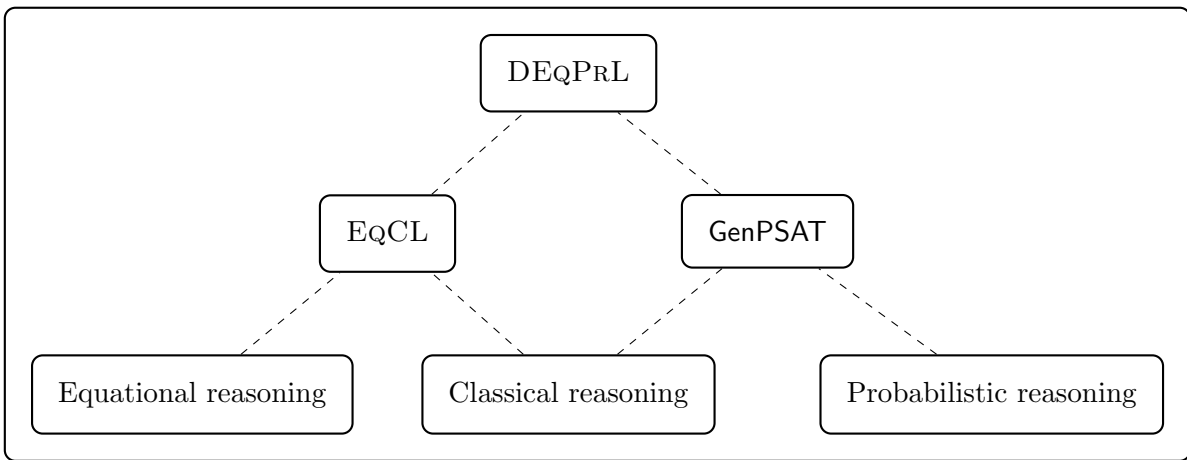 DEQPRL
EQCL
GenPSAT
Equational reasoning
Classical reasoning
Probabilistic reasoning